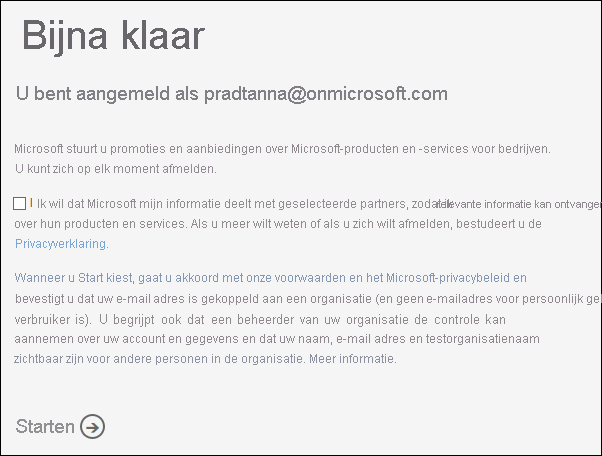 Bijna klaar
U bent aangemeld als pradtanna@onmicrosoft.com
Microsoft stuurt u promoties en aanbiedingen over Microsoft-producten en -services voor bedrijven.
U kunt zich op elk moment afmelden.
I Ik wil dat Microsoft mijn informatie deelt met geselecteerde partners, zodat ik relevante informatie kan ontvangen
over hun producten en services. Als u meer wilt weten of als u zich wilt afmelden, bestudeert u de
Privacyverklaring.
Wanneer u Start kiest, gaat u akkoord met onze voorwaarden en het Microsoft-privacybeleid en
bevestigt u dat uw e-mail adres is gekoppeld aan een organisatie (en geen e-mailadres voor persoonlijk ge,
verbruiker is). U begrijpt ook dat een beheerder van uw organisatie de controle kan
aannemen over uw account en gegevens en dat uw naam, e-mail adres en testorganisatienaam
zichtbaar zijn voor andere personen in de organisatie. Meer informatie.
Starten